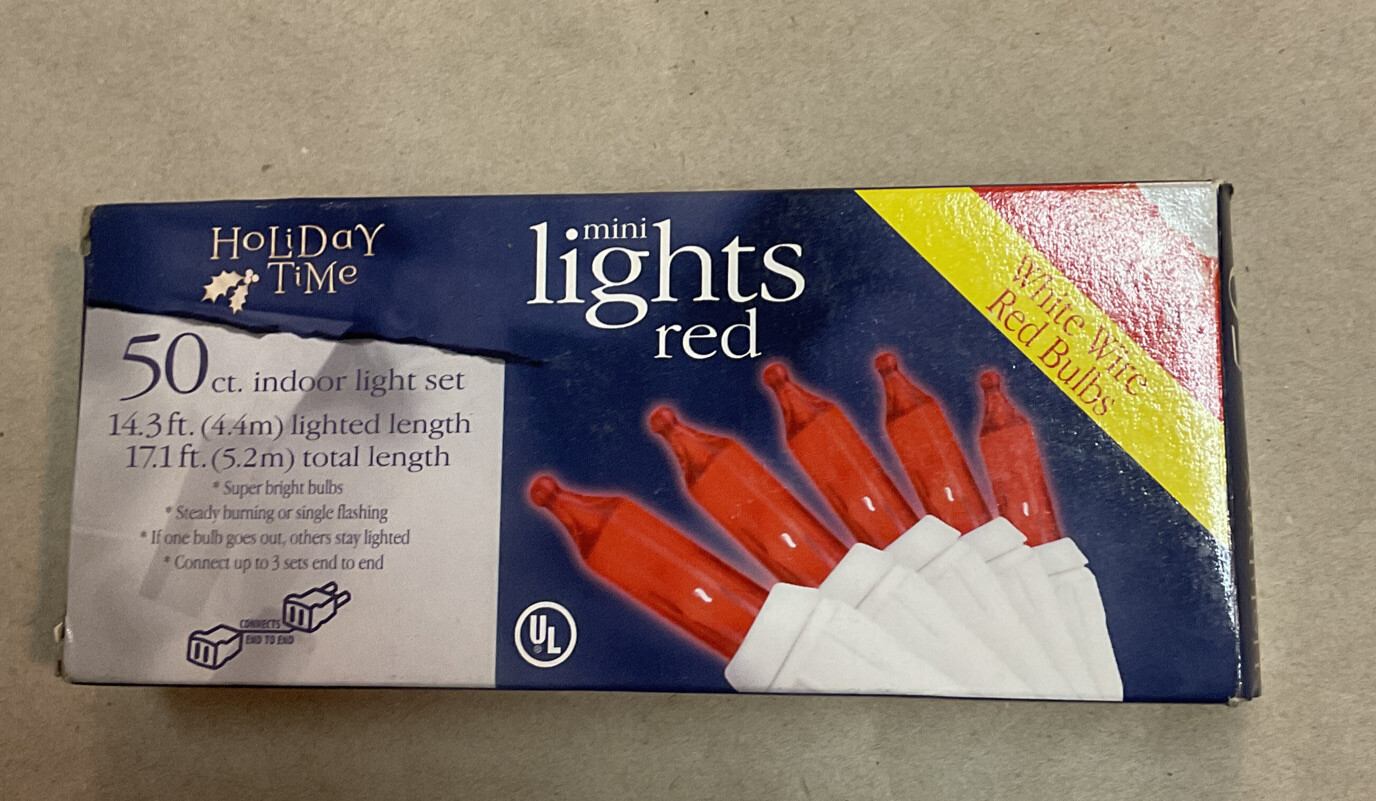 HoLiDaY
TiMe
50 ct. indoor light set
14.3 ft. (4.4m) lighted length
17.1 ft. (5.2m) total length
* Super bright bulbs
* Steady burning or single flashing
* If one bulb goes out, others stay lighted
* Connect up to 3 sets end to end
CONNECTS
END TO END
mini
lights
red
UL
®
White Wire
Red Bulbs